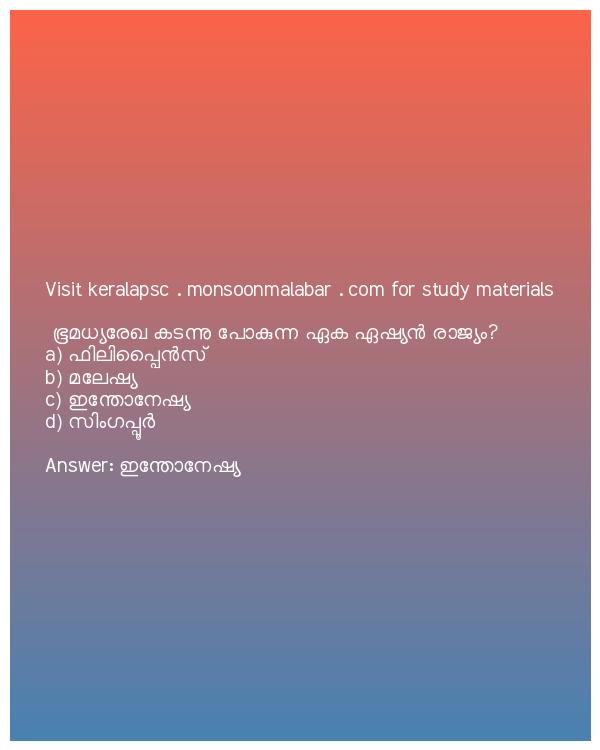 Visit keralapsc . monsoonmalabar . com for study materials
ഭൂമധ്യരേഖ കടന്നു പോകുന്ന ഏക ഏഷ്യൻ രാജ്യം?
a) ഫിലിപ്പൈൻസ്
b) മലേഷ്യ
c) ഇന്തോനേഷ്യ
d) സിംഗപ്പൂർ
Answer: ഇന്തോനേഷ്യ